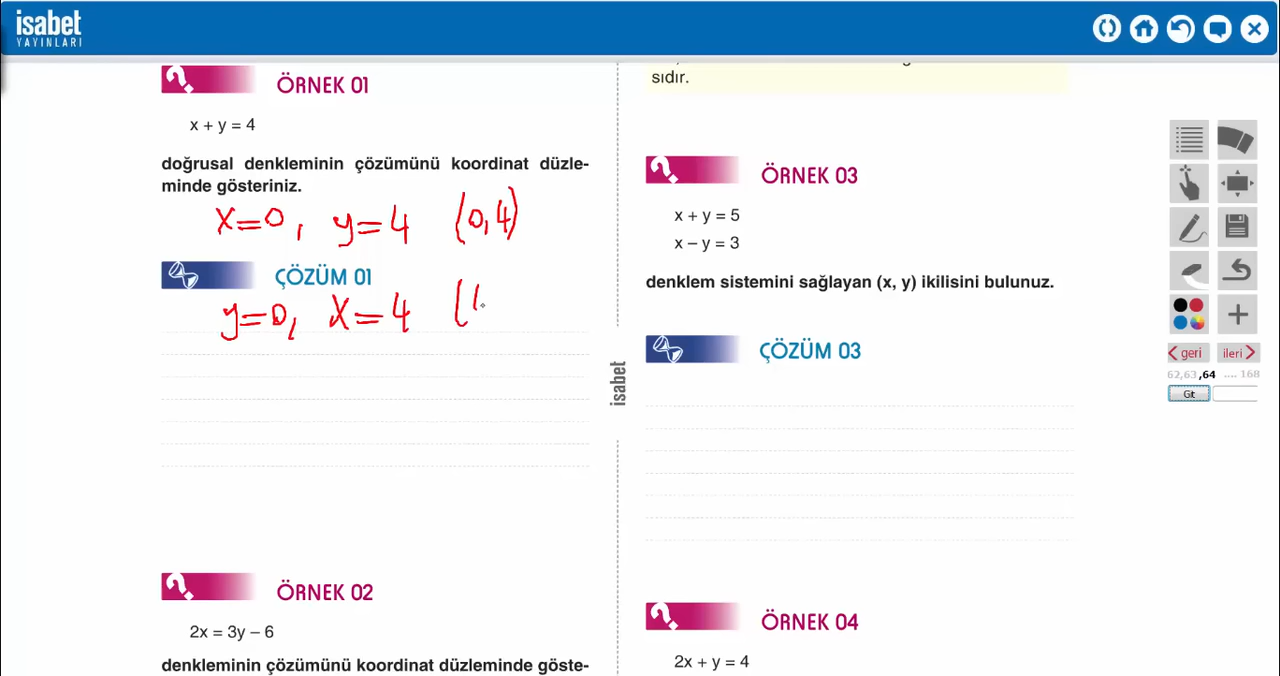 isabet
YAYINLARI
ÖRNEK 01
x + y = 4
doğrusal denkleminin çözümünü koordinat düzle-
minde gösteriniz.
x=0, y=4 (0,4)
ÇÖZÜM 01
y=0, x=4 (
ÖRNEK 02
2x = 3y – 6
denkleminin çözümünü koordinat düzleminde göste-
isabet
sıdır.
ÖRNEK 03
x + y = 5
x – y = 3
denklem sistemini sağlayan (x, y) ikilisini bulunuz.
ÇÖZÜM 03
ÖRNEK 04
2x + y = 4
geri ileri
62,63,64 .... 168
Git